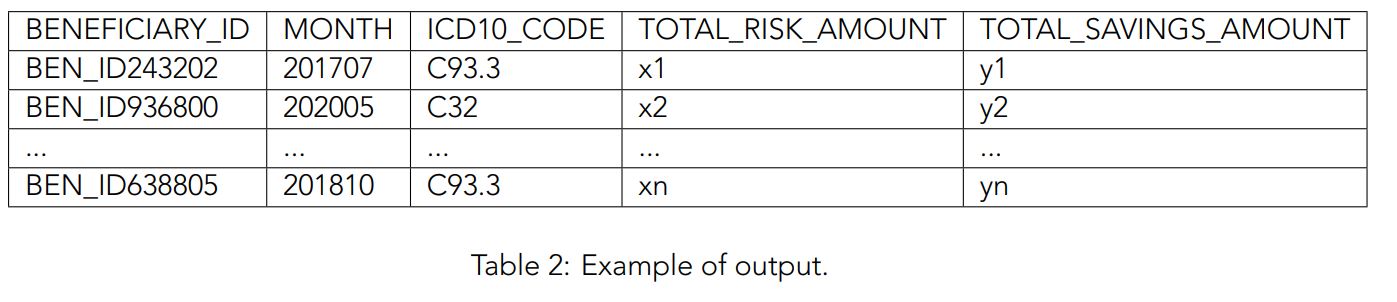 BENEFICIARY_ID MONTH ICD10_CODE TOTAL_RISK_AMOUNT TOTAL_SAVINGS_AMOUNT
BEN_ID243202 201707 C93.3 x1 y1
BEN_ID936800 202005 C32 x2 y2
... ... ... ... ...
BEN_ID638805 201810 C93.3 xn yn
Table 2: Example of output.